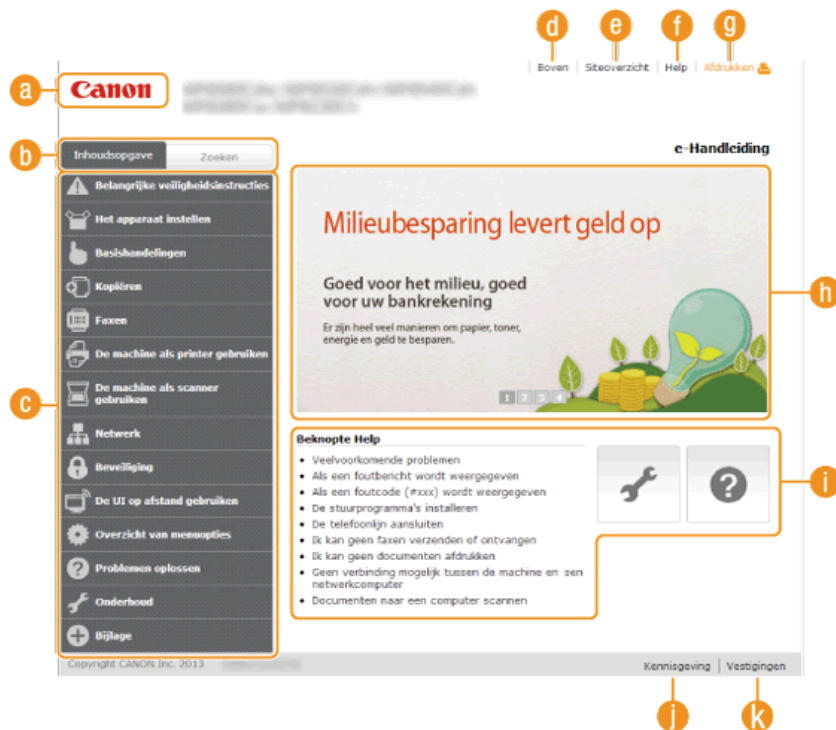 d e f g
Boven | Siteoverzicht | Help | Afdrukken
a
Canon
b
Inhoudsopgave Zoeken
e-Handleiding
c
Belangrijke veiligheidsinstructies
Het apparaat instellen
Basishandelingen
Kopiëren
Faxen
De machine als printer gebruiken
De machine als scanner
gebruiken
Netwerk
Beveiliging
De UI op afstand gebruiken
Overzicht van menuopties
Problemen oplossen
Onderhoud
Bijlage
h
Milieubesparing levert geld op
Goed voor het milieu, goed
voor uw bankrekening
Er zijn heel veel manieren om papier, toner,
energie en geld te besparen.
1 2 3 4
i
Beknopte Help
• Veelvoorkomende problemen
• Als een foutbericht wordt weergegeven
• Als een foutcode (#xxx) wordt weergegeven
• De stuurprogramma's installeren
• De telefoonlijn aansluiten
• Ik kan geen faxen verzenden of ontvangen
• Ik kan geen documenten afdrukken
• Geen verbinding mogelijk tussen de machine en een
netwerkcomputer
• Documenten naar een computer scannen
?
Copyright CANON Inc. 2013
Kennisgeving | Vestigingen
j k